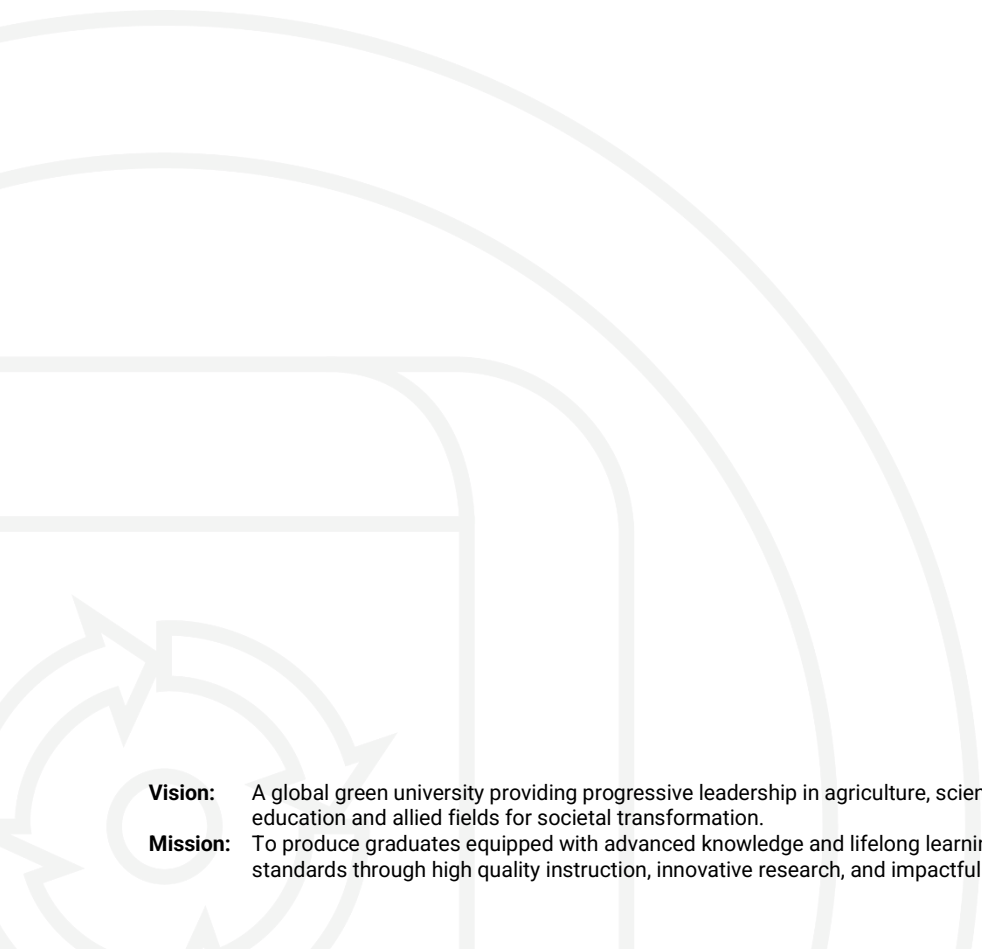 Vision: A global green university providing progressive leadership in agriculture, scien
education and allied fields for societal transformation.
Mission: To produce graduates equipped with advanced knowledge and lifelong learnin
standards through high quality instruction, innovative research, and impactful